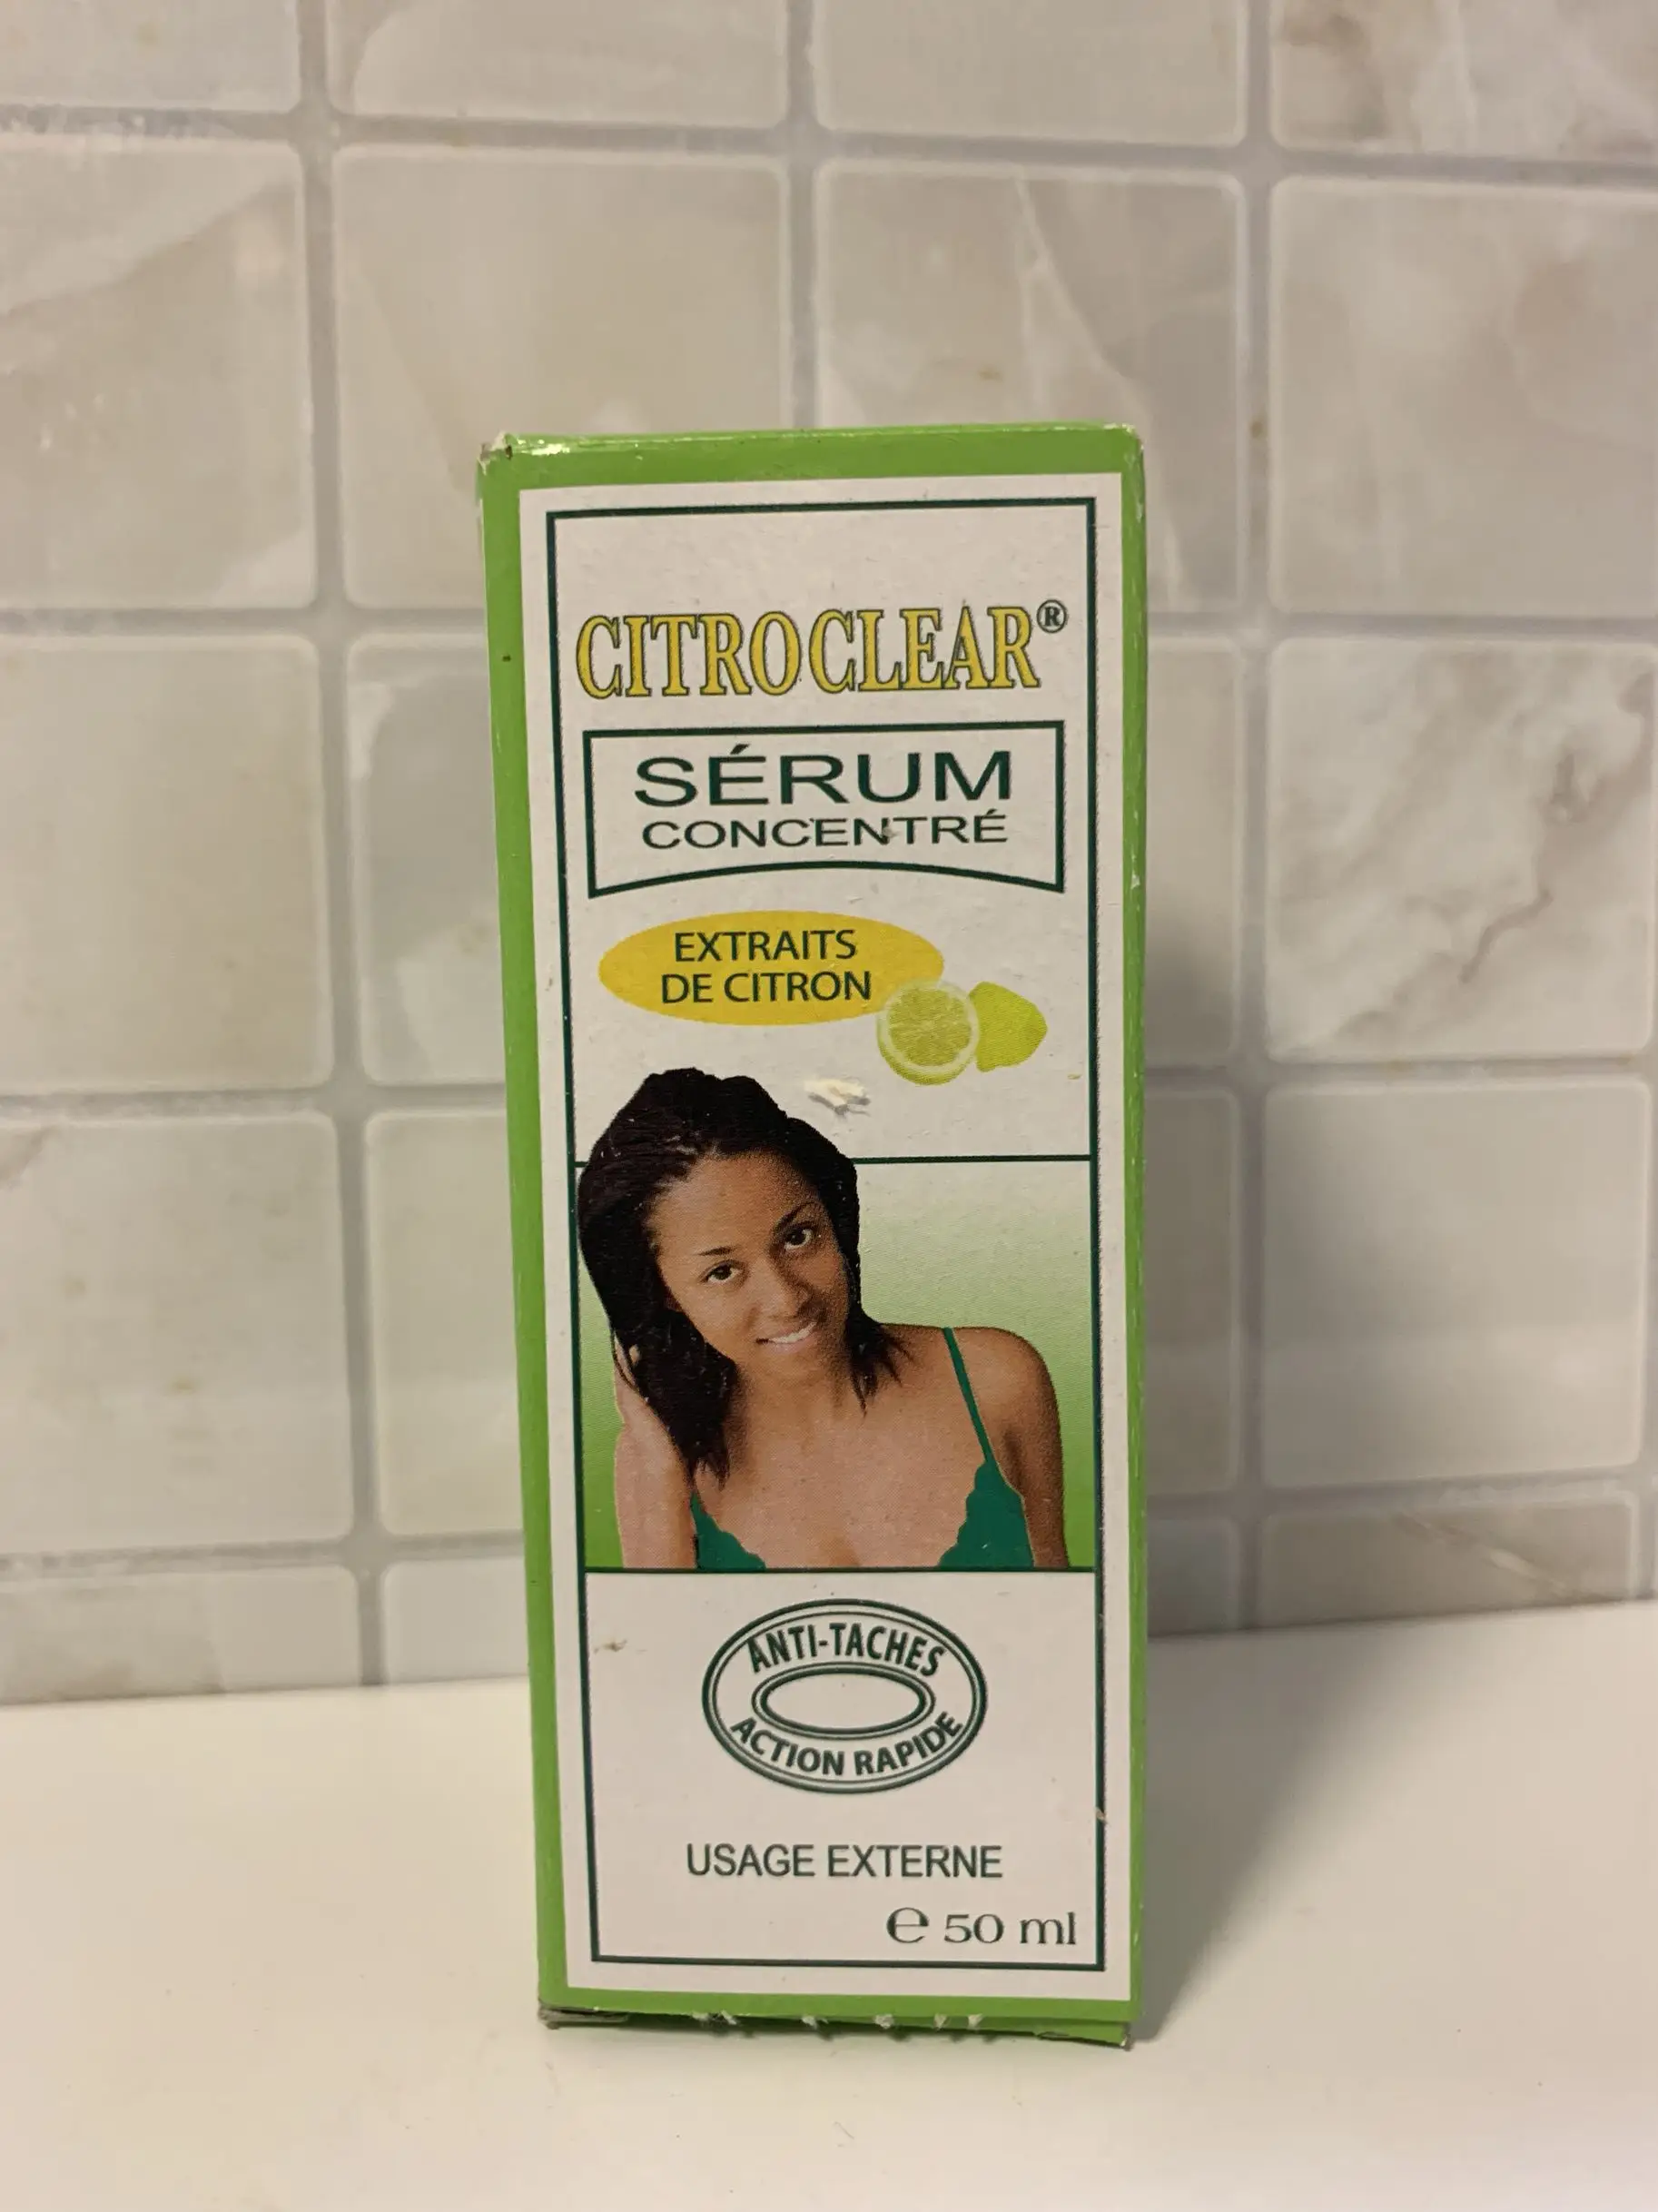 CITROCLEAR®
SÉRUM
CONCENTRÉ
EXTRAITS
DE CITRON
ANTI-TACHES
ACTION RAPIDE
USAGE EXTERNE
℮ 50 ml